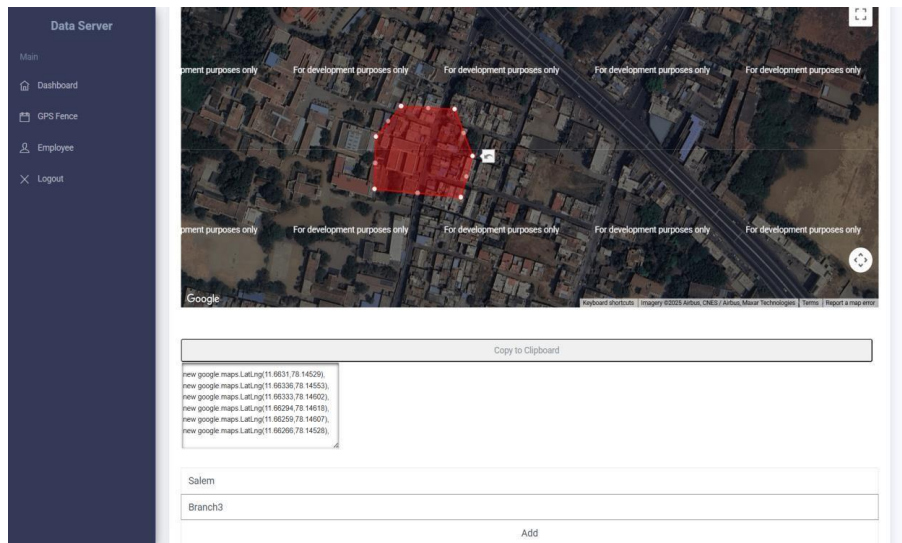 Data Server
Main
Dashboard
GPS Fence
Employee
Logout
pment purposes only For development purposes only For development purposes only For development purposes only For development purposes only
pment purposes only For development purposes only For development purposes only For development purposes only For development purposes only
Google
Keyboard shortcuts Imagery ©2025 Airbus, CNES / Airbus, Maxar Technologies Terms Report a map error
Copy to Clipboard
new google.maps.LatLng(11.6631,78.14529),
new google.maps.LatLng(11.66336,78.14553),
new google.maps.LatLng(11.66333,78.14602),
new google.maps.LatLng(11.66294,78.14618),
new google.maps.LatLng(11.66259,78.14607),
new google.maps.LatLng(11.66266,78.14528),
Salem
Branch3
Add